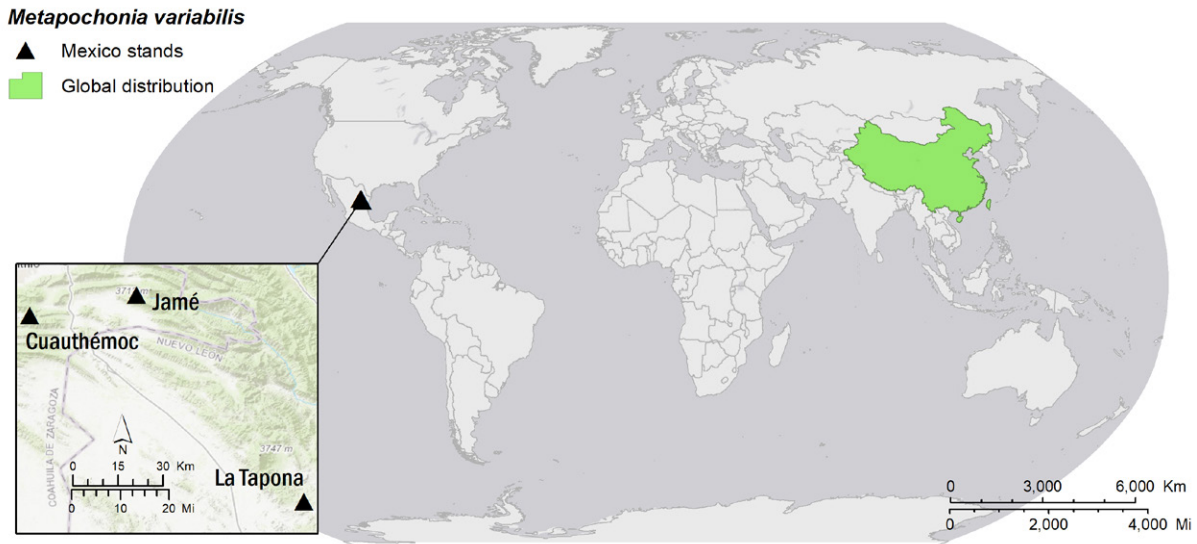 Metapochonia variabilis
Mexico stands
Global distribution
3713 m
Jamé
Cuauthémoc
NUEVO LEÓN
COAHUILA DE ZARAGOZA
N
0 15 30 Km
0 10 20 Mi
3747 m
La Tapona
0 3,000 6,000 Km
0 2,000 4,000 Mi